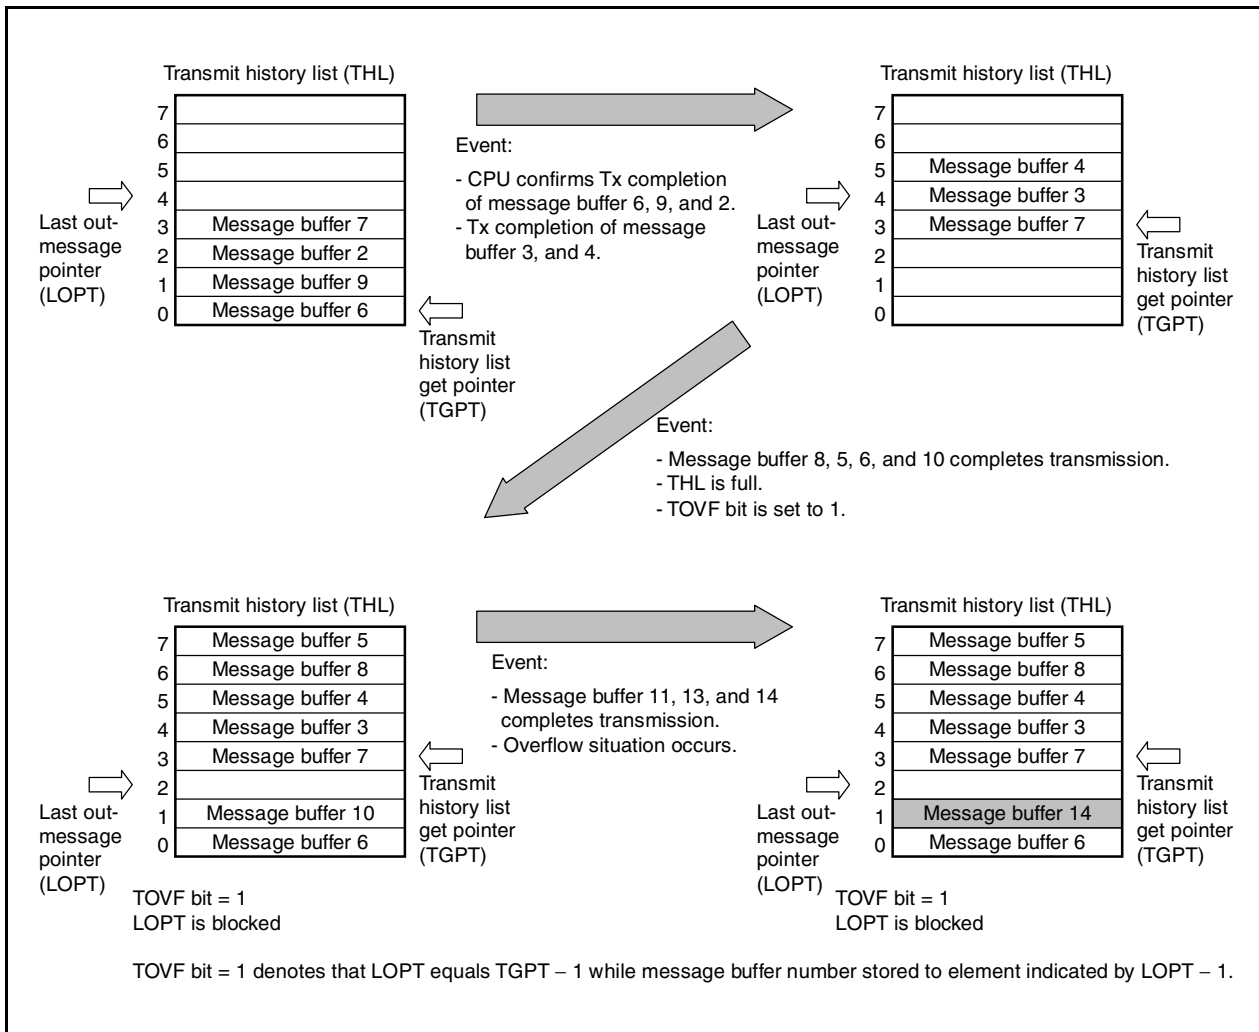 Transmit history list (THL)
7
6
5
4
3 Message buffer 7
2 Message buffer 2
1 Message buffer 9
0 Message buffer 6
Last out-
message
pointer
(LOPT)
Transmit
history list
get pointer
(TGPT)
Event:
- CPU confirms Tx completion
of message buffer 6, 9, and 2.
- Tx completion of message
buffer 3, and 4.
Transmit history list (THL)
7
6
5 Message buffer 4
4 Message buffer 3
3 Message buffer 7
2
1
0
Last out-
message
pointer
(LOPT)
Transmit
history list
get pointer
(TGPT)
Event:
- Message buffer 8, 5, 6, and 10 completes transmission.
- THL is full.
- TOVF bit is set to 1.
Transmit history list (THL)
7 Message buffer 5
6 Message buffer 8
5 Message buffer 4
4 Message buffer 3
3 Message buffer 7
2
1 Message buffer 10
0 Message buffer 6
Last out-
message
pointer
(LOPT)
Transmit
history list
get pointer
(TGPT)
TOVF bit = 1
LOPT is blocked
Event:
- Message buffer 11, 13, and 14
completes transmission.
- Overflow situation occurs.
Transmit history list (THL)
7 Message buffer 5
6 Message buffer 8
5 Message buffer 4
4 Message buffer 3
3 Message buffer 7
2
1 Message buffer 14
0 Message buffer 6
Last out-
message
pointer
(LOPT)
Transmit
history list
get pointer
(TGPT)
TOVF bit = 1
LOPT is blocked
TOVF bit = 1 denotes that LOPT equals TGPT − 1 while message buffer number stored to element indicated by LOPT − 1.